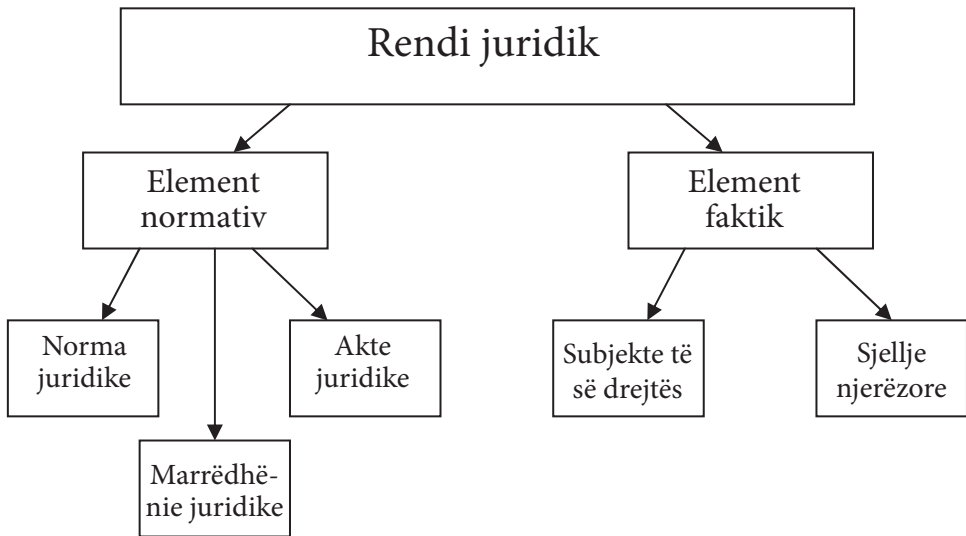 Rendi juridik
Element
normativ
Element
faktik
Norma
juridike
Akte
juridike
Subjekte të
së drejtës
Sjellje
njerëzore
Marrëdhë-
nie juridike